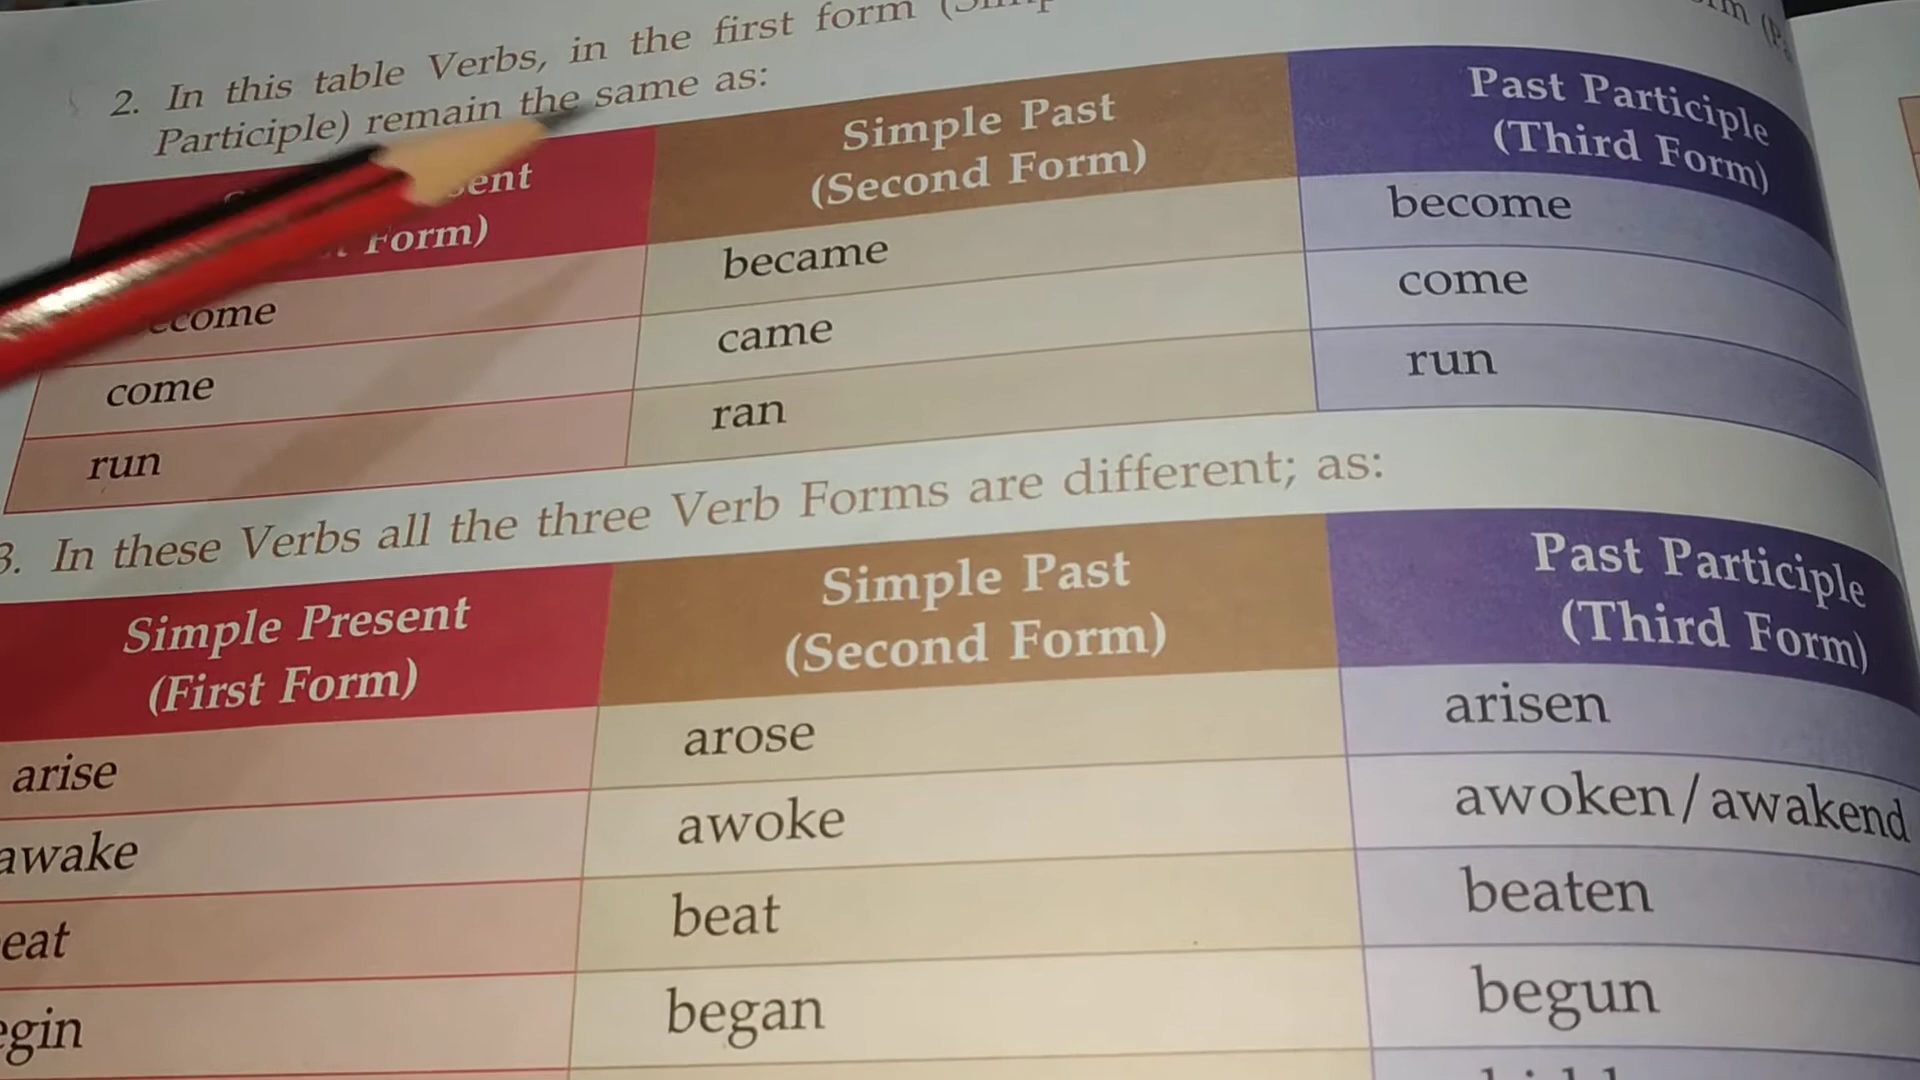 2. In this table Verbs, in the first form
Participle) remain the same as:
Form)
Simple Past
(Second Form)
Past Participle
(Third Form)
became
become
come
came
come
run
ran
run
3. In these Verbs all the three Verb Forms are different; as:
Simple Present
(First Form)
Simple Past
(Second Form)
Past Participle
(Third Form)
arise
arose
arisen
awake
awoke
awoken/awakend
eat
beat
beaten
egin
began
begun